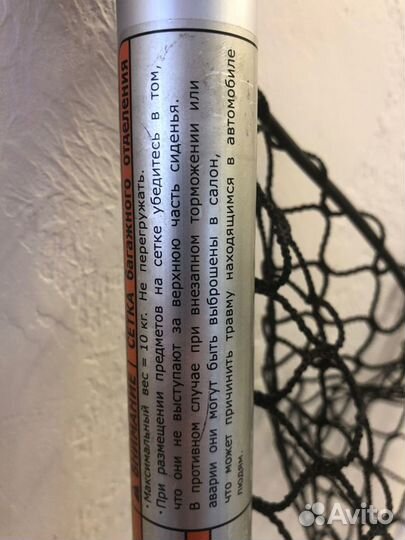 ВНИМАНИЕ / СЕТКА багажного отделения
·Максимальный вес = 10 кг. Не перегружать.
·При размещении предметов на сетке убедитесь в том,
что они не выступают за верхнюю часть сиденья.
В противном случае при внезапном торможении или
аварии они могут быть выброшены в салон,
что может причинить травму находящимся в автомобиле
людям.
Avito